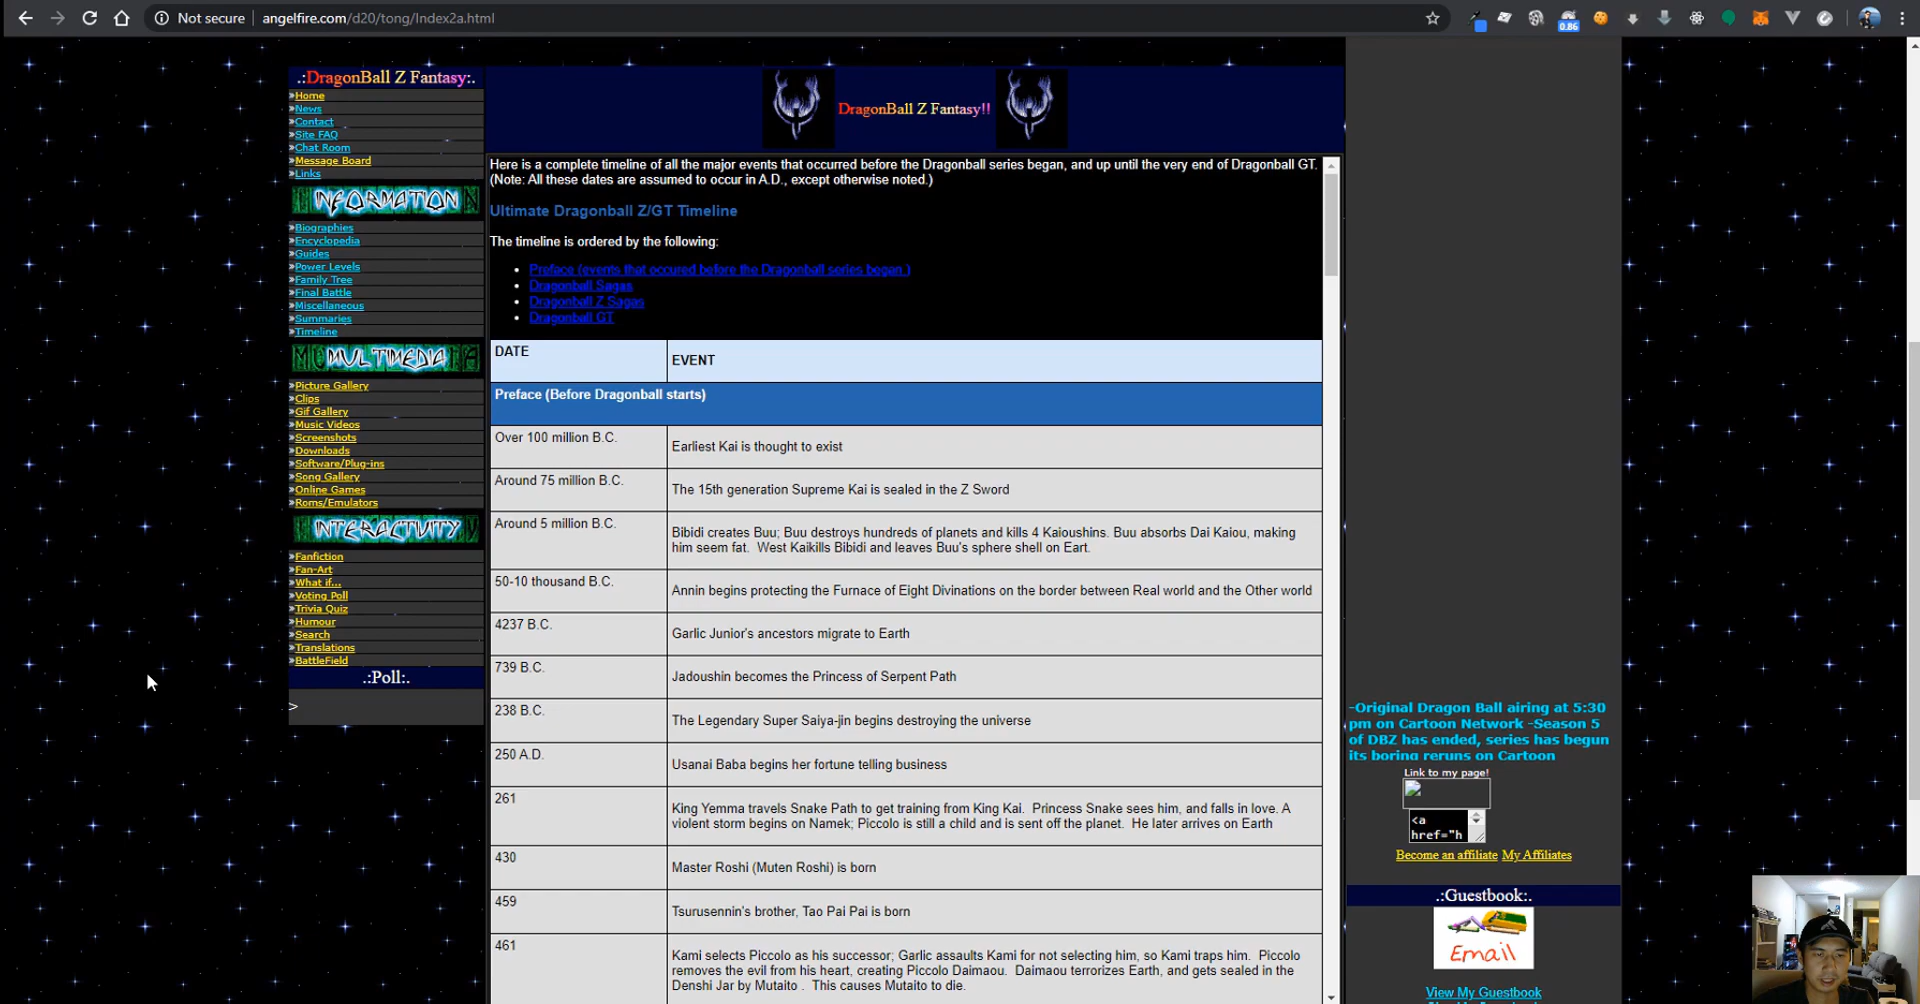 Not secure | angelfire.com/d20/tong/Index2a.html
0.86
.:DragonBall Z Fantasy:.
»Home
»News
»Contact
»Site FAQ
»Chat Room
»Message Board
»Links
INFORMATION
»Biographies
»Encyclopedia
»Guides
»Power Levels
»Family Tree
»Final Battle
»Miscellaneous
»Summaries
»Timeline
MULTIMEDIA
»Picture Gallery
»Clips
»Gif Gallery
»Music Videos
»Screenshots
»Downloads
»Software/Plug-ins
»Song Gallery
»Online Games
»Roms/Emulators
INTERACTIVITY
»Fanfiction
»Fan-Art
»What if...
»Voting Poll
»Trivia Quiz
»Humour
»Search
»Translations
»BattleField
.:Poll:.
>
DragonBall Z Fantasy!!
Here is a complete timeline of all the major events that occurred before the Dragonball series began, and up until the very end of Dragonball GT.
(Note: All these dates are assumed to occur in A.D., except otherwise noted.)
Ultimate Dragonball Z/GT Timeline
The timeline is ordered by the following:
• Preface (events that occured before the Dragonball series began.)
• Dragonball Sagas
• Dragonball Z Sagas
• Dragonball GT
DATE EVENT
Preface (Before Dragonball starts)
Over 100 million B.C. Earliest Kai is thought to exist
Around 75 million B.C. The 15th generation Supreme Kai is sealed in the Z Sword
Around 5 million B.C. Bibidi creates Buu; Buu destroys hundreds of planets and kills 4 Kaioushins. Buu absorbs Dai Kaiou, making
him seem fat. West Kaikills Bibidi and leaves Buu's sphere shell on Eart.
50-10 thousand B.C. Annin begins protecting the Furnace of Eight Divinations on the border between Real world and the Other world
4237 B.C. Garlic Junior's ancestors migrate to Earth
739 B.C. Jadoushin becomes the Princess of Serpent Path
238 B.C. The Legendary Super Saiya-jin begins destroying the universe
250 A.D. Usanai Baba begins her fortune telling business
261 King Yemma travels Snake Path to get training from King Kai. Princess Snake sees him, and falls in love. A
violent storm begins on Namek; Piccolo is still a child and is sent off the planet. He later arrives on Earth
430 Master Roshi (Muten Roshi) is born
459 Tsurusennin's brother, Tao Pai Pai is born
461 Kami selects Piccolo as his successor; Garlic assaults Kami for not selecting him, so Kami traps him. Piccolo
removes the evil from his heart, creating Piccolo Daimaou. Daimaou terrorizes Earth, and gets sealed in the
Denshi Jar by Mutaito . This causes Mutaito to die.
-Original Dragon Ball airing at 5:30
pm on Cartoon Network -Season 5
of DBZ has ended, series has begun
its boring reruns on Cartoon
Link to my page!
<a
href="h
Become an affiliate My Affiliates
.:Guestbook:.
Email
View My Guestbook